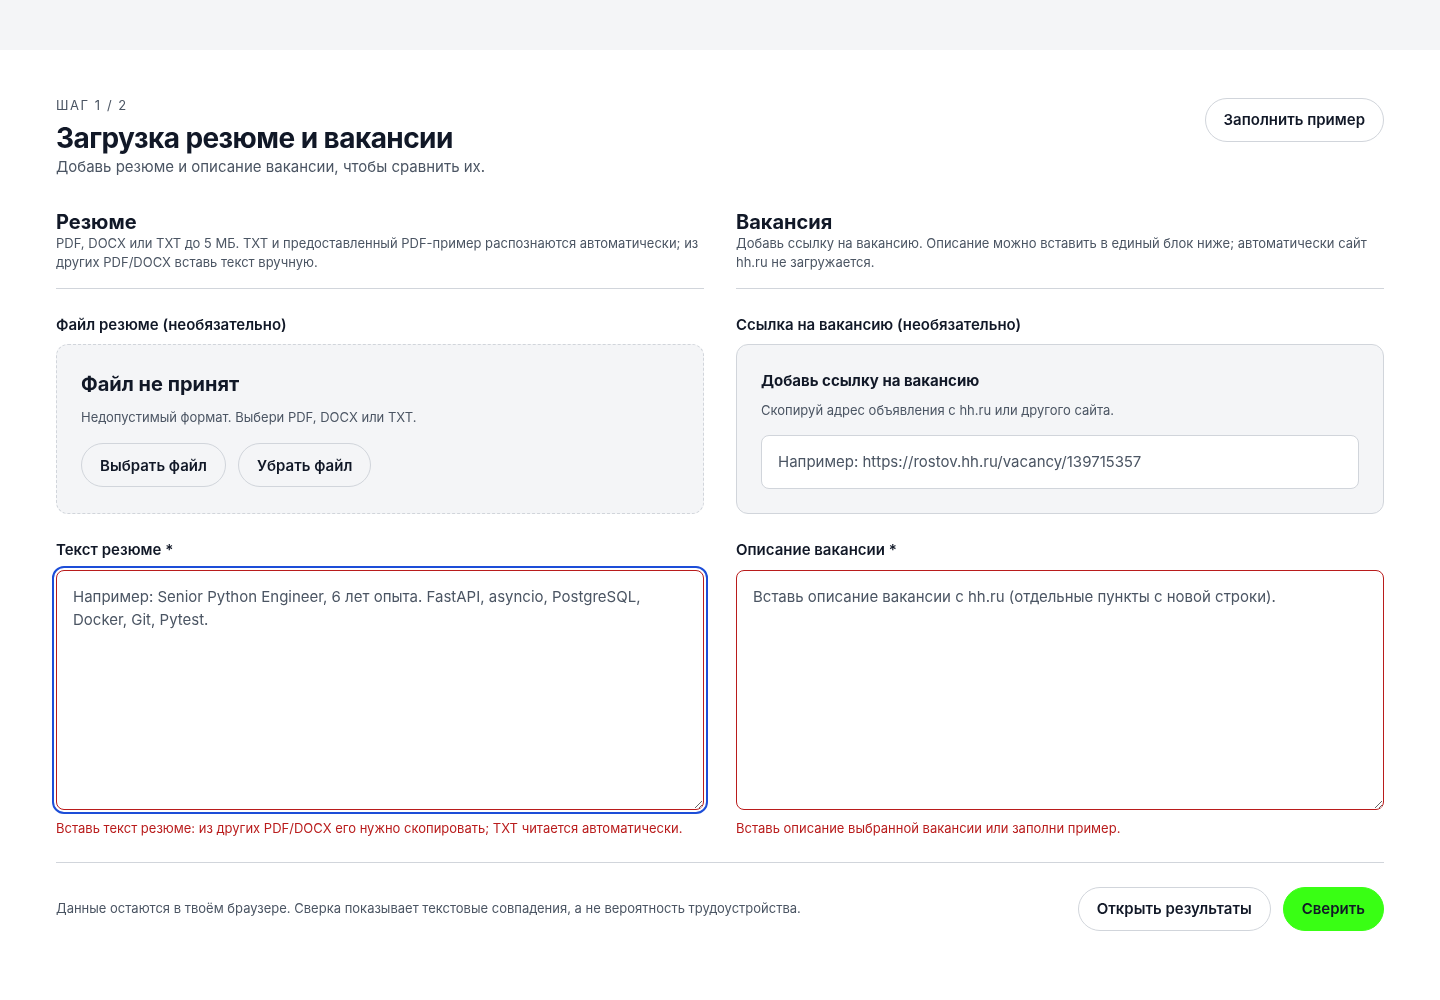 ШАГ 1 / 2
Загрузка резюме и вакансии
Добавь резюме и описание вакансии, чтобы сравнить их.
Заполнить пример
Резюме
PDF, DOCX или TXT до 5 МБ. TXT и предоставленный PDF-пример распознаются автоматически; из
других PDF/DOCX вставь текст вручную.
Файл резюме (необязательно)
Файл не принят
Недопустимый формат. Выбери PDF, DOCX или TXT.
Выбрать файл
Убрать файл
Текст резюме *
Например: Senior Python Engineer, 6 лет опыта. FastAPI, asyncio, PostgreSQL,
Docker, Git, Pytest.
Вставь текст резюме: из других PDF/DOCX его нужно скопировать; TXT читается автоматически.
Вакансия
Добавь ссылку на вакансию. Описание можно вставить в единый блок ниже; автоматически сайт
hh.ru не загружается.
Ссылка на вакансию (необязательно)
Добавь ссылку на вакансию
Скопируй адрес объявления с hh.ru или другого сайта.
Например: https://rostov.hh.ru/vacancy/139715357
Описание вакансии *
Вставь описание вакансии с hh.ru (отдельные пункты с новой строки).
Вставь описание выбранной вакансии или заполни пример.
Данные остаются в твоём браузере. Сверка показывает текстовые совпадения, а не вероятность трудоустройства.
Открыть результаты
Сверить